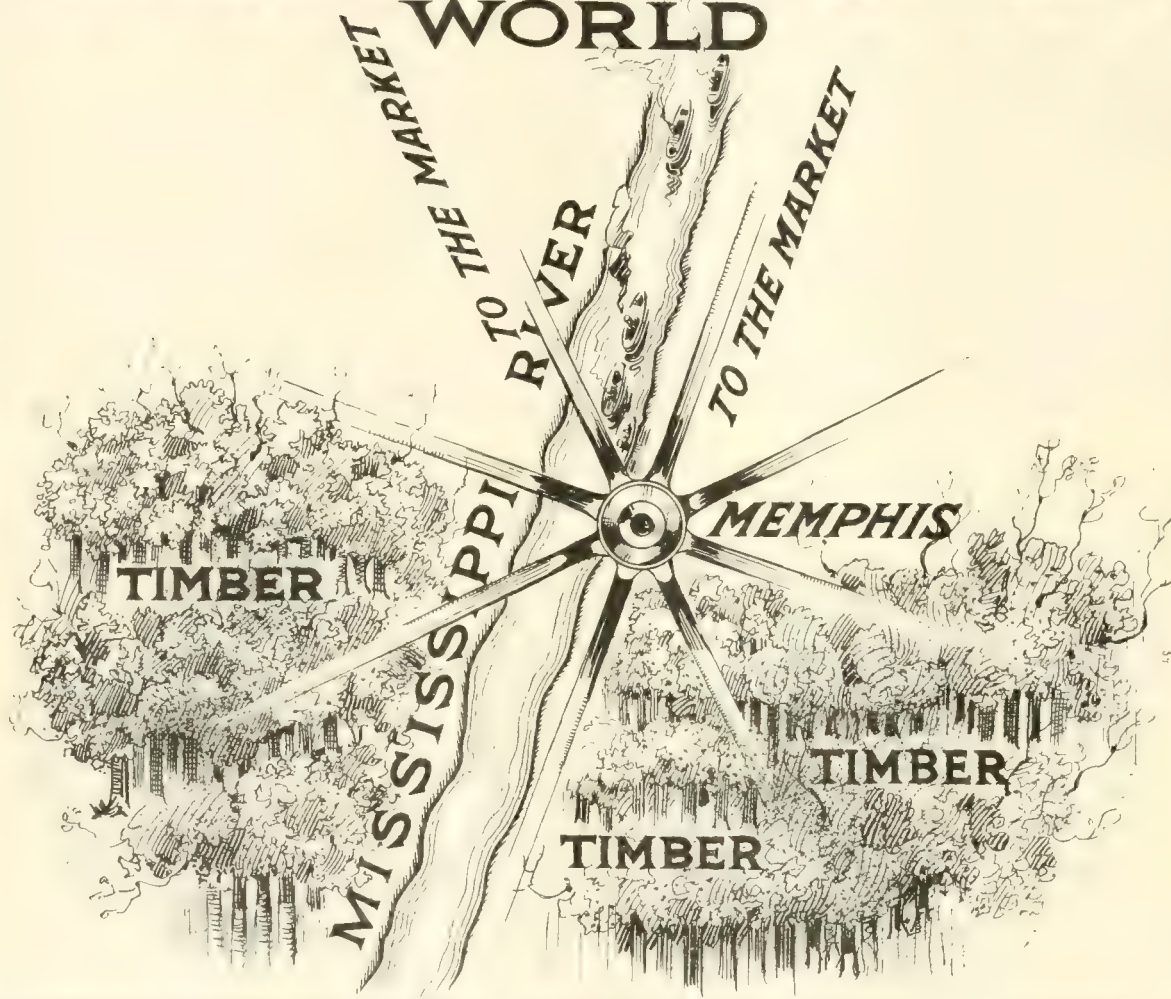 WORLD
TO THE MARKET
TO THE MARKET
MISSISSIPPI RIVER
MEMPHIS
TIMBER
TIMBER
TIMBER